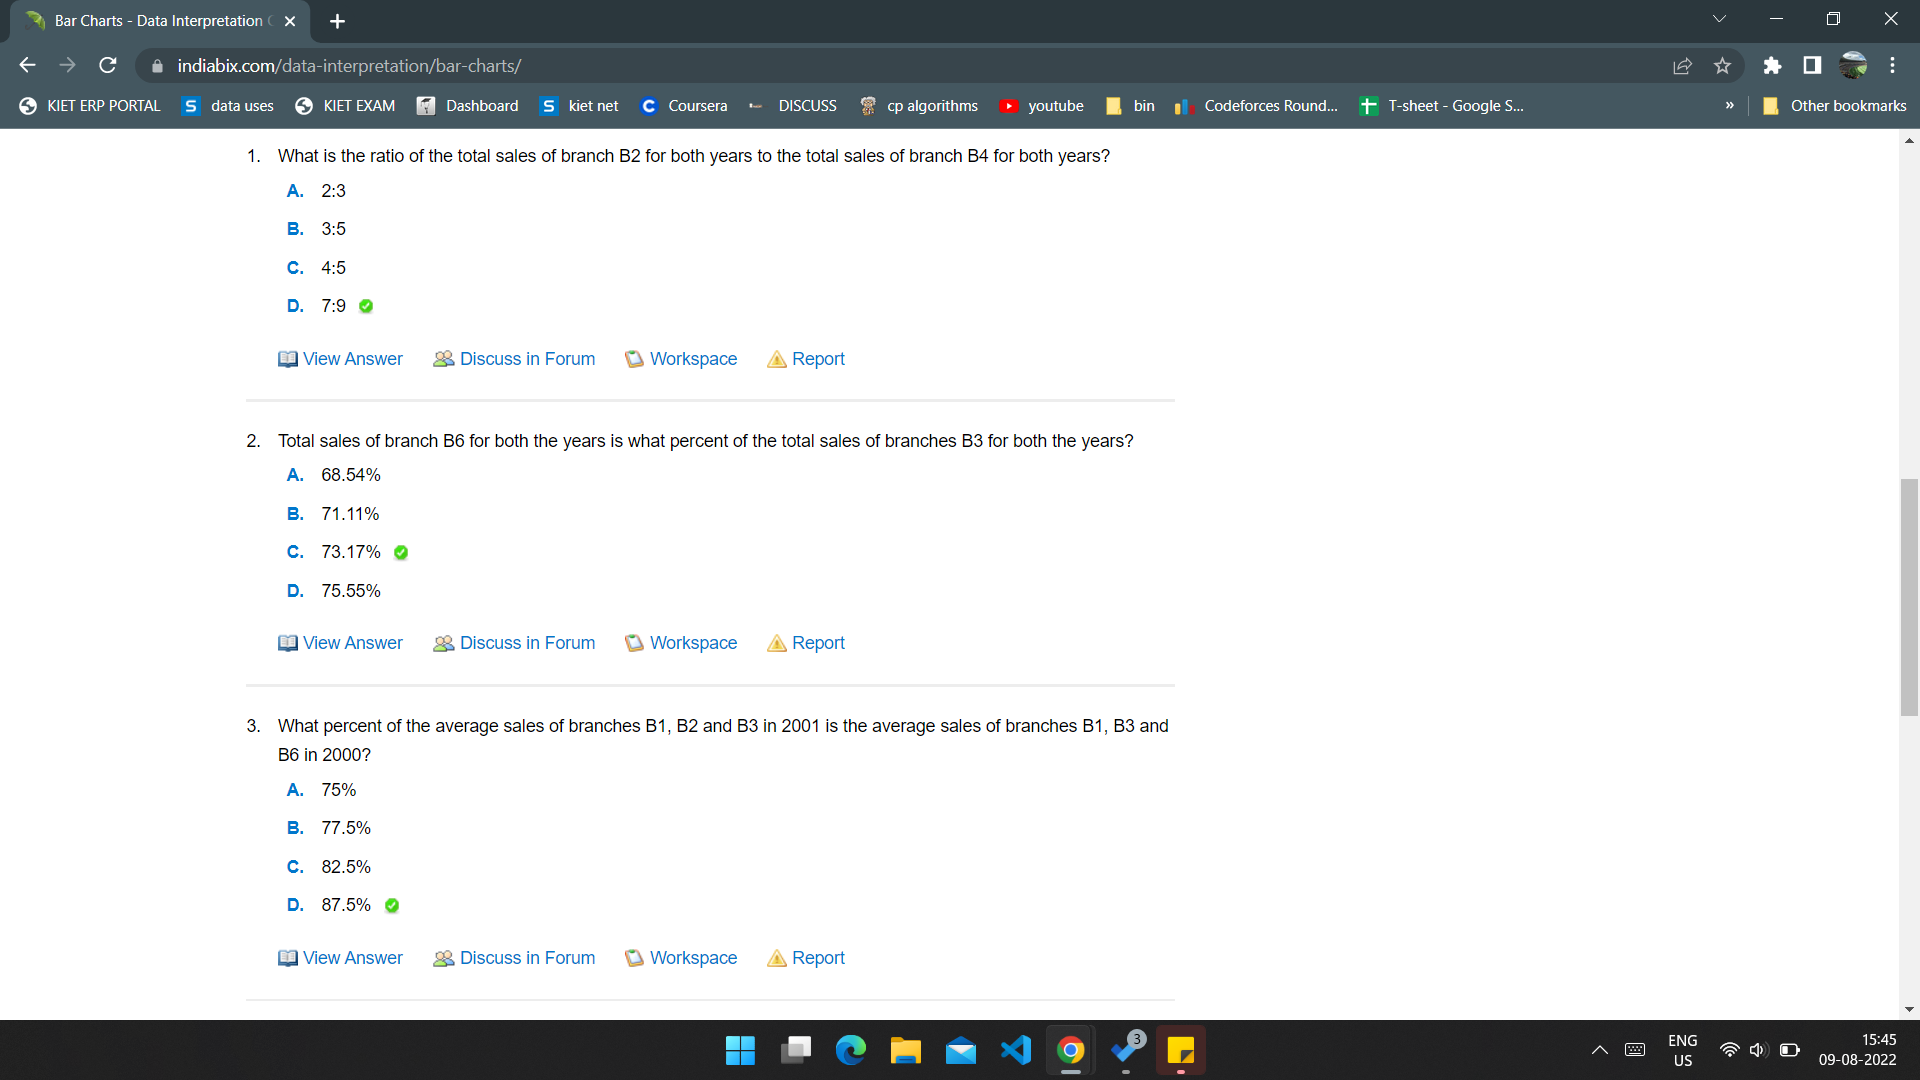 Bar Charts - Data Interpretation
indiabix.com/data-interpretation/bar-charts/
KIET ERP PORTAL
S data uses
KIET EXAM
Dashboard
S kiet net
C Coursera
DISCUSS
cp algorithms
youtube
bin
Codeforces Round...
T-sheet - Google S...
»
Other bookmarks
1. What is the ratio of the total sales of branch B2 for both years to the total sales of branch B4 for both years?
A. 2:3
B. 3:5
C. 4:5
D. 7:9
View Answer Discuss in Forum Workspace Report
2. Total sales of branch B6 for both the years is what percent of the total sales of branches B3 for both the years?
A. 68.54%
B. 71.11%
C. 73.17%
D. 75.55%
View Answer Discuss in Forum Workspace Report
3. What percent of the average sales of branches B1, B2 and B3 in 2001 is the average sales of branches B1, B3 and
B6 in 2000?
A. 75%
B. 77.5%
C. 82.5%
D. 87.5%
View Answer Discuss in Forum Workspace Report
3
ENG
US
15:45
09-08-2022